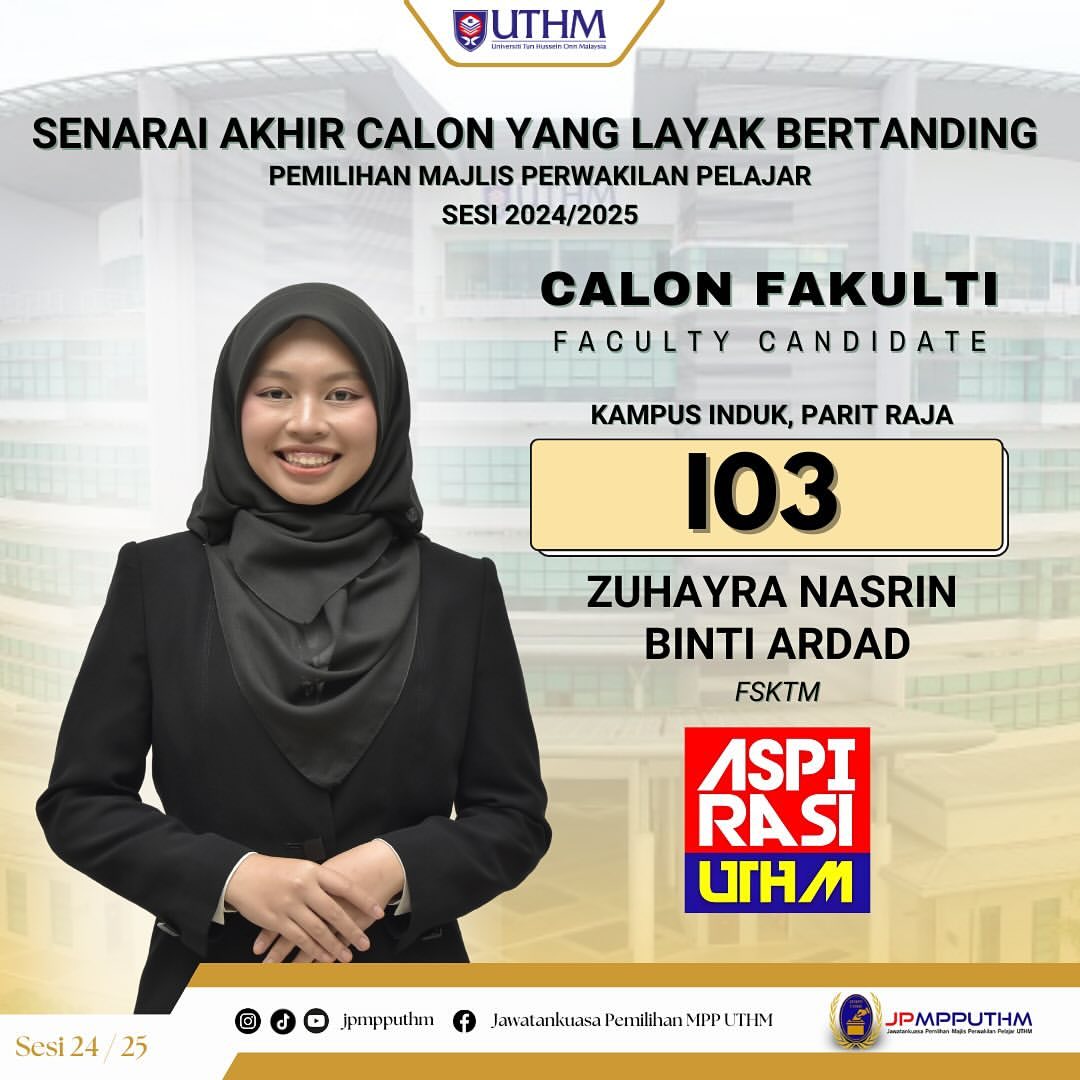 UTHM
Universiti Tun Hussein Onn Malaysia
SENARAI AKHIR CALON YANG LAYAK BERTANDING
PEMILIHAN MAJLIS PERWAKILAN PELAJAR
SESI 2024/2025
UTHM
CALON FAKULTI
FACULTY CANDIDATE
KAMPUS INDUK, PARIT RAJA
I03
ZUHAYRA NASRIN
BINTI ARDAD
FSKTM
ASPI
RASI
UTHM
jpmpputhm
Jawatankuasa Pemilihan MPP UTHM
JPMPPUTHM
Jawatankuasa Pemilihan Majlis Perwakilan Pelajar UTHM
Sesi 24 / 25